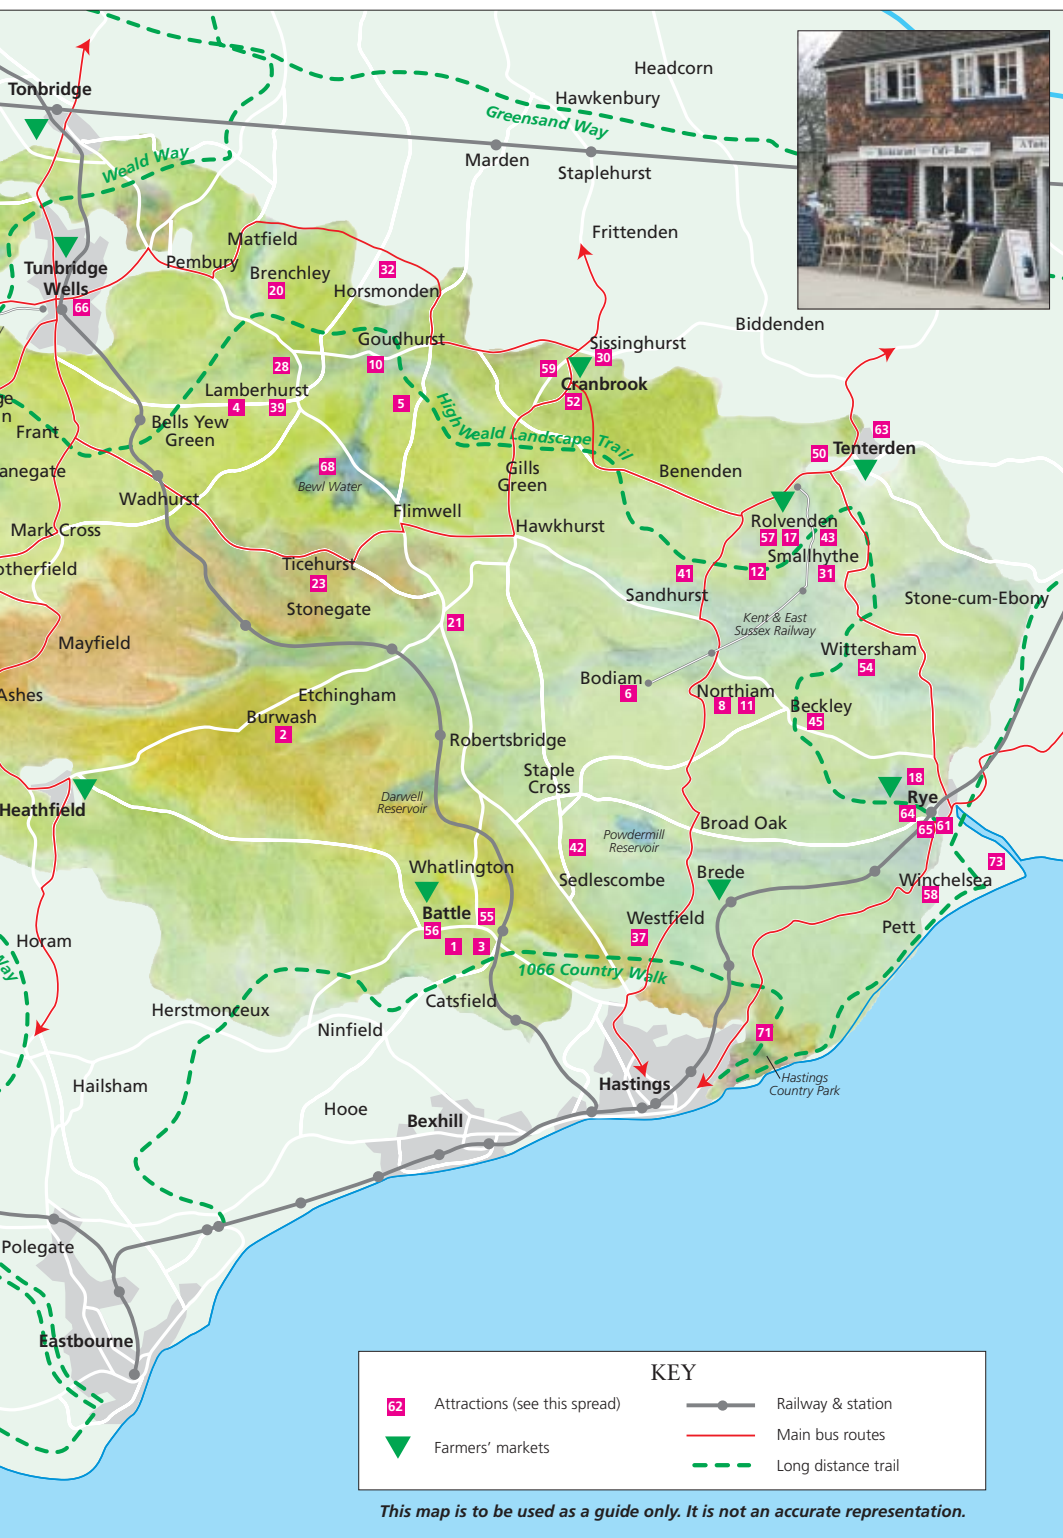 Headcorn
Tonbridge
Hawkenbury
Greensand Way
Marden
Weald Way
Staplehurst
Frittenden
Matfield
Pembury
Tunbridge
Wells
66
Brenchley
20
32
Horsmonden
Biddenden
Goudhurst
Sissinghurst
30
28
10
59
Cranbrook
52
Lamberhurst
4
39
5
High Weald Landscape Trail
Bells Yew
Green
Frant
63
50
Tenterden
68
Bewl Water
Gills
Green
Benenden
anegate
Wadhurst
Flimwell
Hawkhurst
Rolvenden
57
17
43
Mark Cross
Smallhythe
otherfield
Ticehurst
23
41
12
31
Stonegate
Sandhurst
Stone-cum-Ebony
21
Kent & East
Sussex Railway
Mayfield
Wittersham
54
Ashes
Etchingham
Bodiam
6
Northiam
8
11
Beckley
45
Burwash
2
Robertsbridge
Staple
Cross
18
Heathfield
Darwell
Reservoir
Rye
64
65
61
Powdermill
Reservoir
Broad Oak
42
Whatlington
Sedlescombe
Brede
73
Winchelsea
58
Battle
55
56
1
3
Westfield
37
Pett
Horam
Way
1066 Country Walk
Catsfield
Herstmonceux
Ninfield
71
Hastings
Hastings
Country Park
Hailsham
Hooe
Bexhill
Polegate
Eastbourne
KEY
62
Attractions (see this spread)
Farmers' markets
Railway & station
Main bus routes
Long distance trail
This map is to be used as a guide only. It is not an accurate representation.